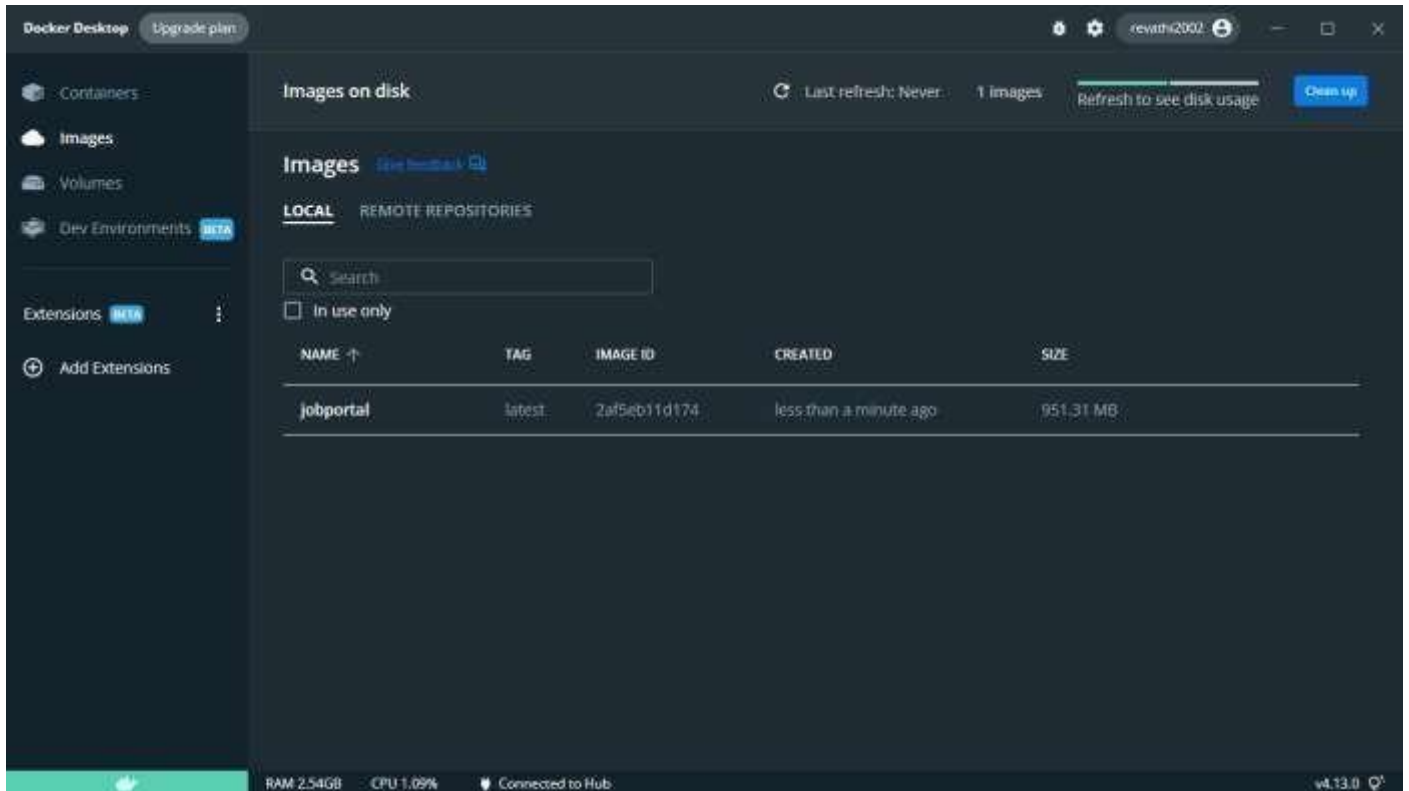 Docker Desktop Upgrade plan revathi2002
Containers
Images
Volumes
Dev Environments BETA
Extensions BETA
Add Extensions
Images on disk Last refresh: Never 1 images Refresh to see disk usage Clean up
Images Give feedback
LOCAL REMOTE REPOSITORIES
Search
In use only
NAME TAG IMAGE ID CREATED SIZE
jobportal latest 2af5eb11d174 less than a minute ago 951.31 MB
RAM 2.54GB CPU 1.09% Connected to Hub v4.13.0